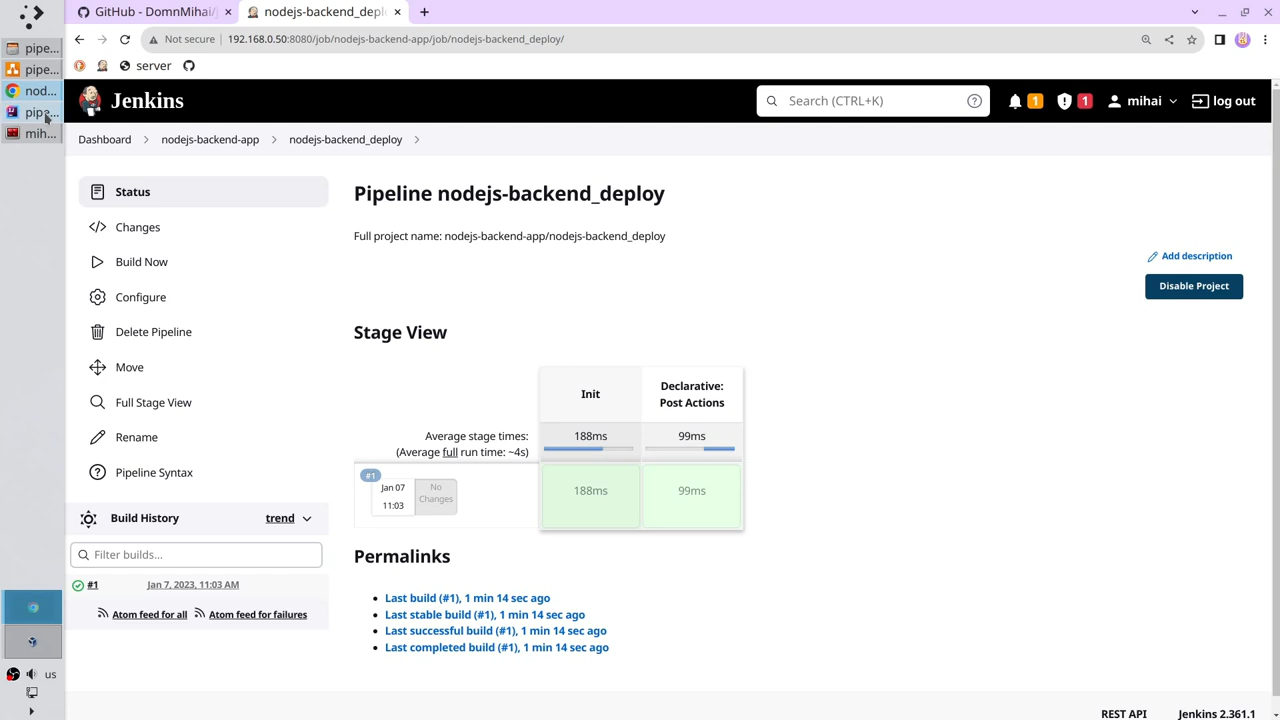 GitHub - DomnMihai/j
nodejs-backend_depl
Not secure
192.168.0.50:8080/job/nodejs-backend-app/job/nodejs-backend_deploy/
server
pipe...
pipe...
nod...
pip...
mih...
us
Jenkins
Search (CTRL+K)
1
1
mihai
log out
Dashboard
nodejs-backend-app
nodejs-backend_deploy
Status
Changes
Build Now
Configure
Delete Pipeline
Move
Full Stage View
Rename
Pipeline Syntax
Build History
trend
Filter builds...
#1
Jan 7, 2023, 11:03 AM
Atom feed for all
Atom feed for failures
Pipeline nodejs-backend_deploy
Full project name: nodejs-backend-app/nodejs-backend_deploy
Add description
Disable Project
Stage View
Init
Declarative:
Post Actions
Average stage times:
(Average full run time: ~4s)
188ms
99ms
#1
Jan 07
11:03
No
Changes
188ms
99ms
Permalinks
Last build (#1), 1 min 14 sec ago
Last stable build (#1), 1 min 14 sec ago
Last successful build (#1), 1 min 14 sec ago
Last completed build (#1), 1 min 14 sec ago
REST API
Jenkins 2.361.1